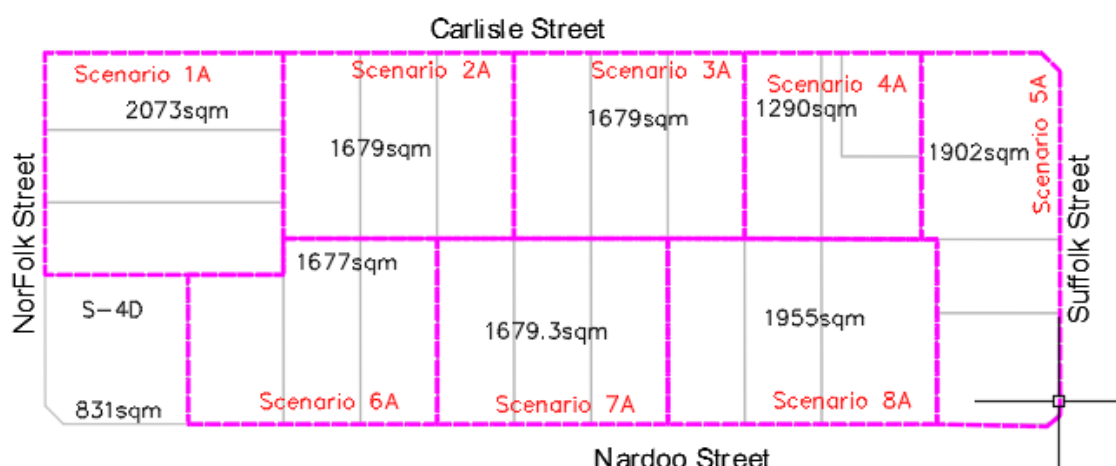 Carlisle Street
Scenario 1A
2073sqm
Scenario 2A
1679sqm
Scenario 3A
1679sqm
Scenario 4A
1290sqm
1902sqm
Scenario 5A
NorFolk Street
Suffolk Street
S-4D
831sqm
1677sqm
Scenario 6A
1679.3sqm
Scenario 7A
1955sqm
Scenario 8A
Nardoo Street